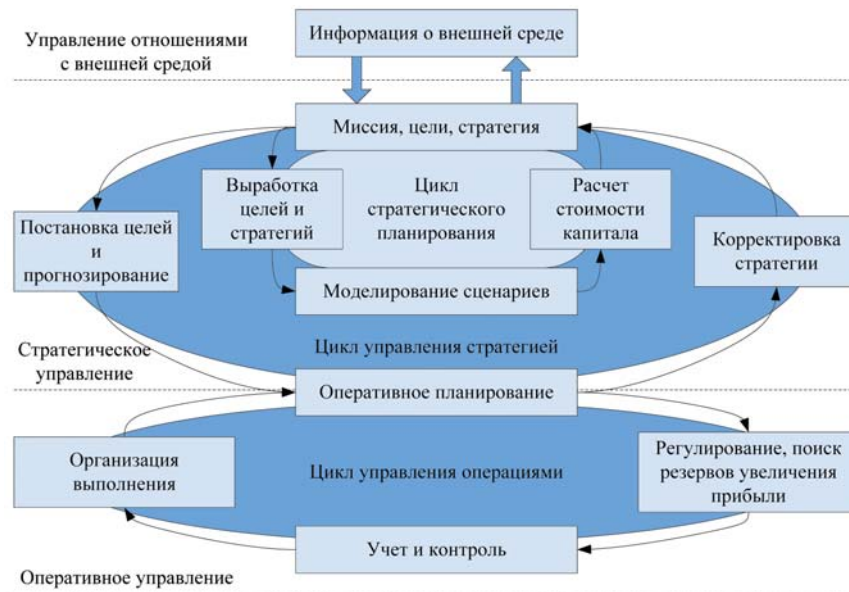 Управление отношениями
с внешней средой
Информация о внешней среде
Миссия, цели, стратегия
Выработка
целей и
стратегий
Цикл
стратегического
планирования
Расчет
стоимости
капитала
Постановка целей
и
прогнозирование
Корректировка
стратегии
Моделирование сценариев
Цикл управления стратегией
Стратегическое
управление
Оперативное планирование
Организация
выполнения
Цикл управления операциями
Регулирование, поиск
резервов увеличения
прибыли
Учет и контроль
Оперативное управление